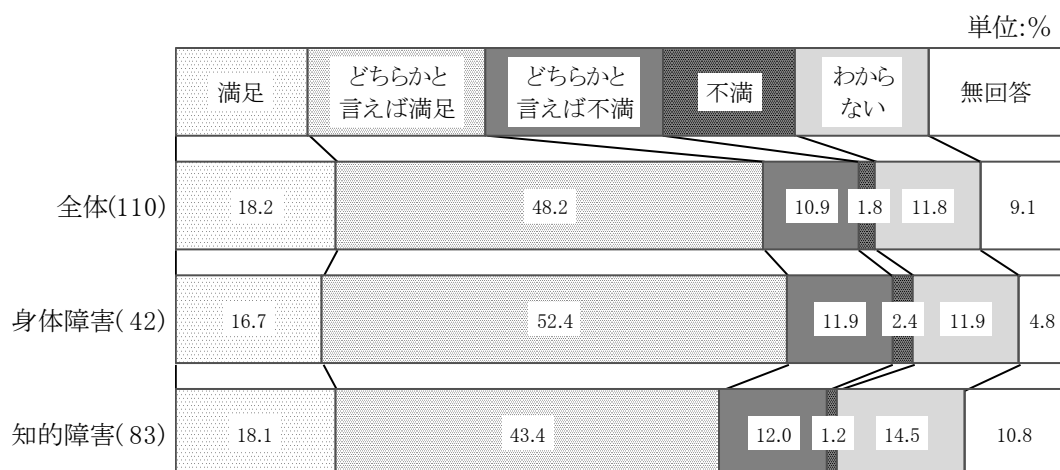 単位:%
満足
どちらかと
言えば満足
どちらかと
言えば不満
不満
わから
ない
無回答
全体(110)
18.2
48.2
10.9
1.8
11.8
9.1
身体障害( 42)
16.7
52.4
11.9
2.4
11.9
4.8
知的障害( 83)
18.1
43.4
12.0
1.2
14.5
10.8